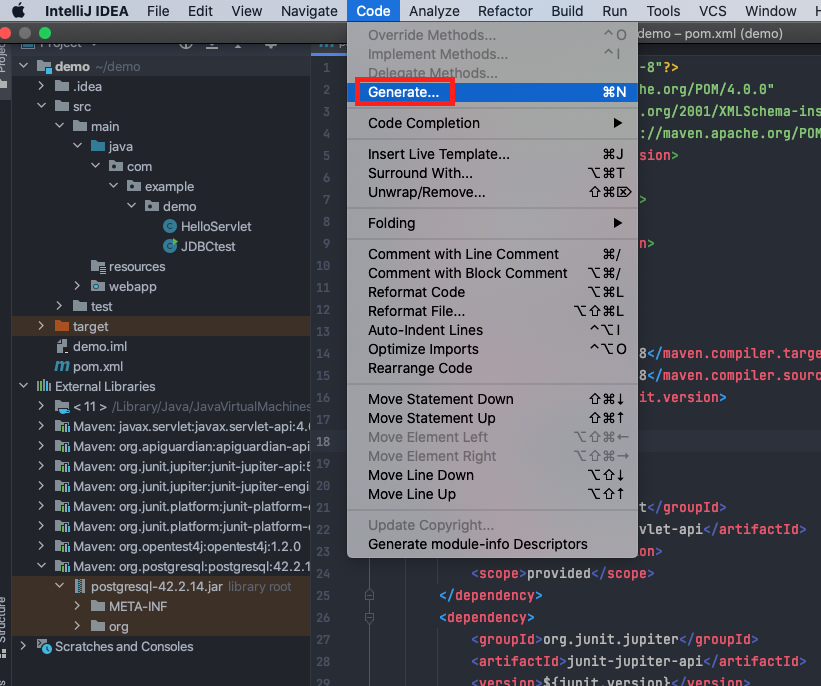 IntelliJ IDEA File Edit View Navigate Code Analyze Refactor Build Run Tools VCS Window
demo – pom.xml (demo)
Project
demo ~/demo
.idea
src
main
java
com
example
demo
HelloServlet
JDBCtest
resources
webapp
test
target
demo.iml
pom.xml
External Libraries
< 11 > /Library/Java/JavaVirtualMachines
Maven: javax.servlet:javax.servlet-api:4.
Maven: org.apiguardian:apiguardian-api
Maven: org.junit.jupiter:junit-jupiter-api:5
Maven: org.junit.jupiter:junit-jupiter-engi
Maven: org.junit.platform:junit-platform-
Maven: org.junit.platform:junit-platform-
Maven: org.opentest4j:opentest4j:1.2.0
Maven: org.postgresql:postgresql:42.2.1
postgresql-42.2.14.jar library root
META-INF
org
Scratches and Consoles
Structure
Override Methods... ^O
Implement Methods... ^I
Delegate Methods...
Generate... ⌘N
Code Completion ▶
Insert Live Template... ⌘J
Surround With... ⌥⌘T
Unwrap/Remove... ⇧⌘⌦
Folding ▶
Comment with Line Comment ⌘/
Comment with Block Comment ⌥⌘/
Reformat Code ⌥⌘L
Reformat File... ⌥⇧⌘L
Auto-Indent Lines ^⌥I
Optimize Imports ^⌥O
Rearrange Code
Move Statement Down ⇧⌘↓
Move Statement Up ⇧⌘↑
Move Element Left ⌥⇧⌘←
Move Element Right ⌥⇧⌘→
Move Line Down ⌥⇧↓
Move Line Up ⌥⇧↑
Update Copyright...
Generate module-info Descriptors
1 -8"?>
2 he.org/POM/4.0.0"
3 .org/2001/XMLSchema-ins
4 ://maven.apache.org/POM
5 sion>
6
7 >
8
9 n>
10
11
12
13
14 8</maven.compiler.targe
15 8</maven.compiler.sourc
16 it.version>
17
18
19
20
21 t</groupId>
22 vlet-api</artifactId>
23 on>
24 <scope>provided</scope>
25 </dependency>
26 <dependency>
27 <groupId>org.junit.jupiter</groupId>
28 <artifactId>junit-jupiter-api</artifactId>
29 <version>${junit.version}</version>